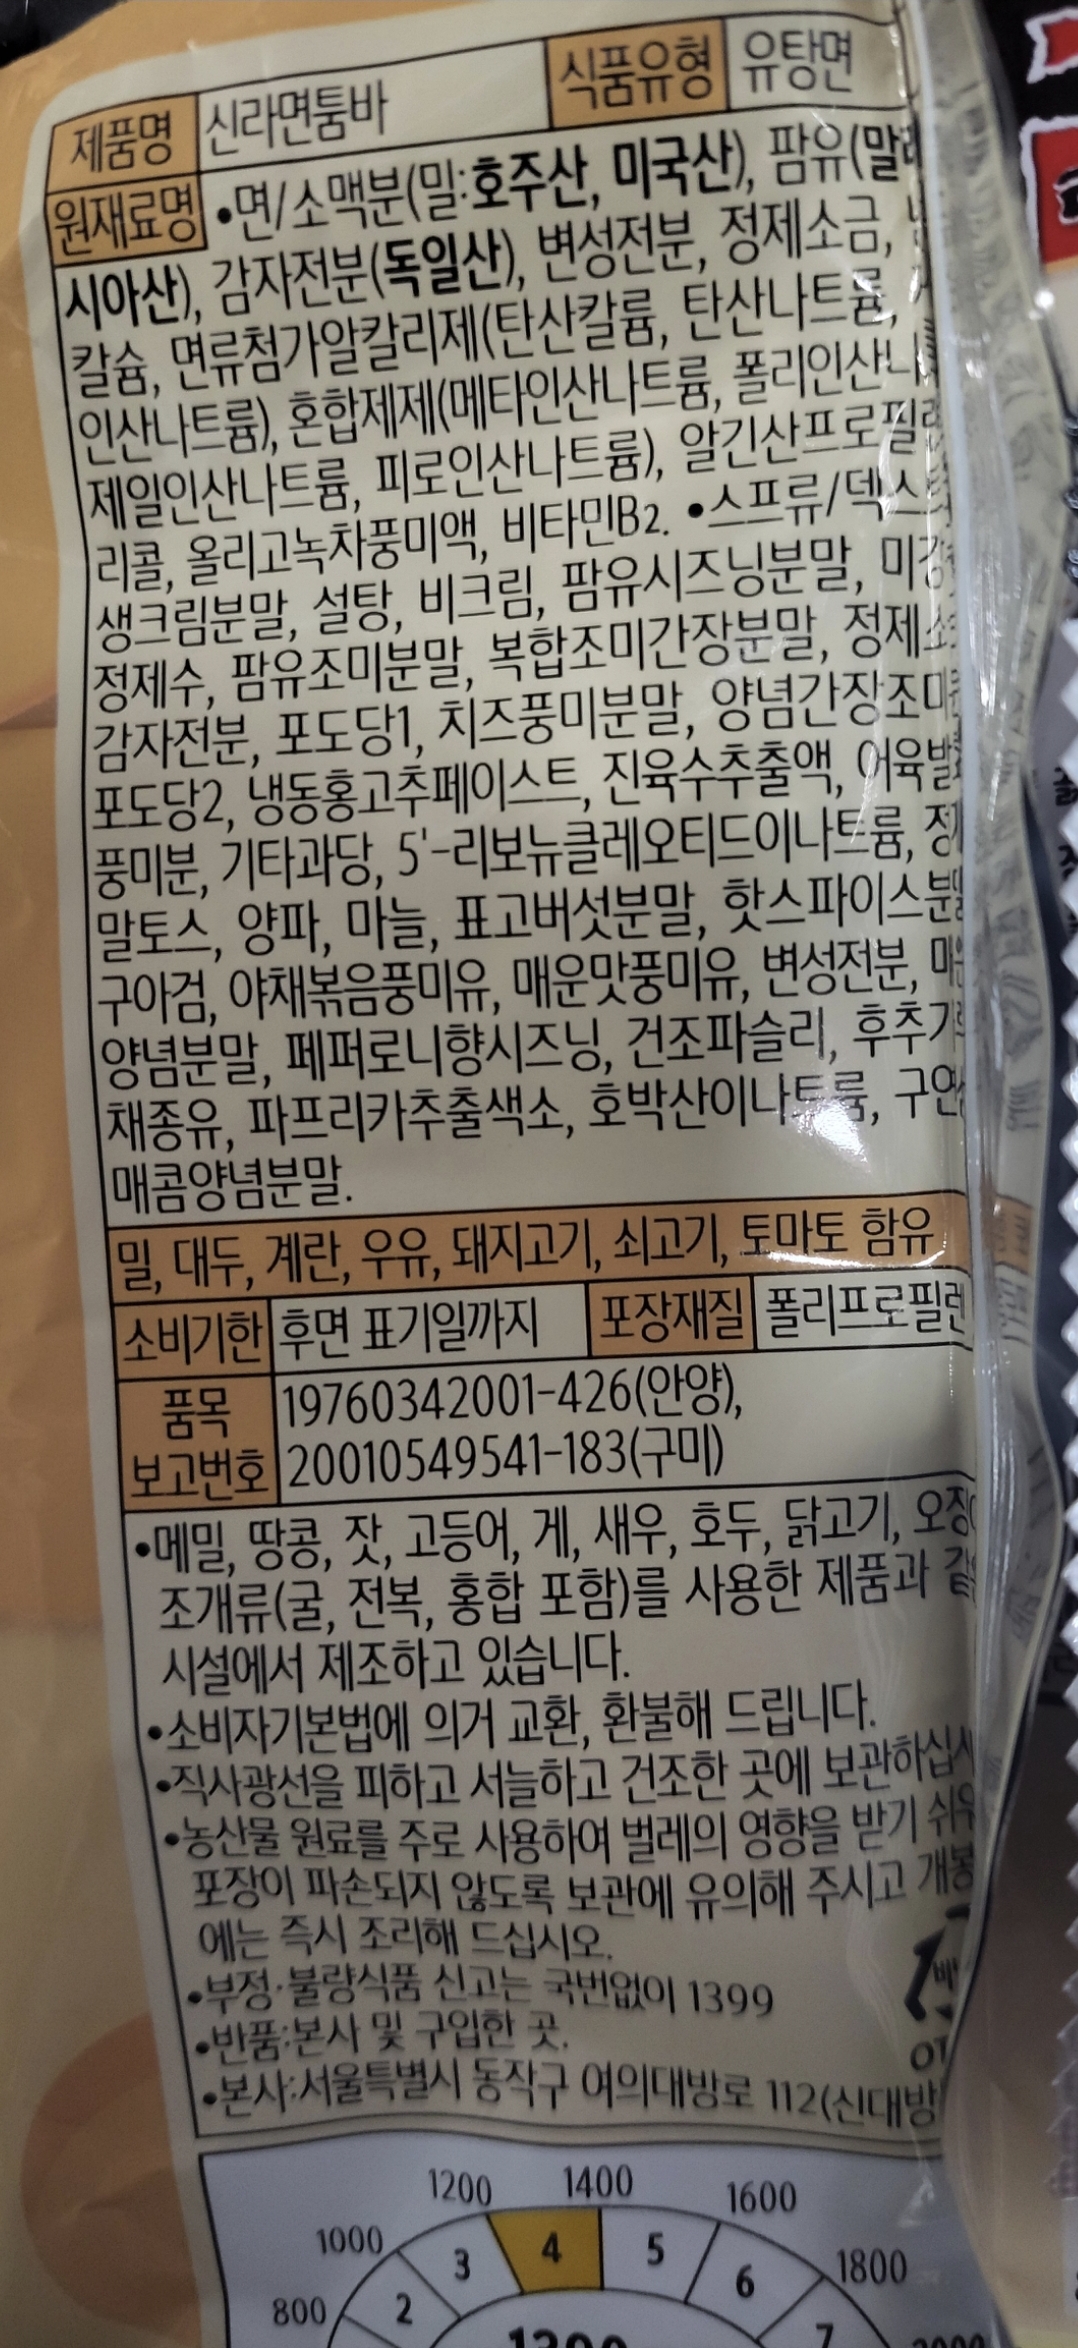 제품명 신라면툼바 식품유형 유탕면
원재료명 •면/소맥분(밀:호주산, 미국산), 팜유(말레
시아산), 감자전분(독일산), 변성전분, 정제소금,
칼슘, 면류첨가알칼리제(탄산칼륨, 탄산나트륨,
인산나트륨), 혼합제제(메타인산나트륨, 폴리인산나
제일인산나트륨, 피로인산나트륨), 알긴산프로필렌
리콜, 올리고녹차풍미액, 비타민B2. •스프류/덱스트
생크림분말, 설탕, 비크림, 팜유시즈닝분말,
정제수, 팜유조미분말, 복합조미간장분말, 정제소
감자전분, 포도당1, 치즈풍미분말, 양념간장조미
포도당2, 냉동홍고추페이스트, 진육수추출액, 어육발
풍미분, 기타과당, 5'-리보뉴클레오티드이나트륨,
말토스, 양파, 마늘, 표고버섯분말, 핫스파이스분말
구아검, 야채볶음풍미유, 매운맛풍미유, 변성전분,
양념분말, 페퍼로니향시즈닝, 건조파슬리, 후추가
채종유, 파프리카추출색소, 호박산이나트륨, 구연
매콤양념분말.
밀, 대두, 계란, 우유, 돼지고기, 쇠고기, 토마토 함유
소비기한 후면 표기일까지 포장재질 폴리프로필렌
품목 19760342001-426(안양),
보고번호 20010549541-183(구미)
•메밀, 땅콩, 잣, 고등어, 게, 새우, 호두, 닭고기, 오징
조개류(굴, 전복, 홍합 포함)를 사용한 제품과 같
시설에서 제조하고 있습니다.
•소비자기본법에 의거 교환, 환불해 드립니다.
•직사광선을 피하고 서늘하고 건조한 곳에 보관하십시
•농산물 원료를 주로 사용하여 벌레의 영향을 받기 쉬우
포장이 파손되지 않도록 보관에 유의해 주시고 개봉
에는 즉시 조리해 드십시오.
•부정·불량식품 신고는 국번없이 1399
•반품:본사 및 구입한 곳.
•본사:서울특별시 동작구 여의대방로 112(신대방
1200 1400 1600
1000 3 4 5 1800
800 2 6
7